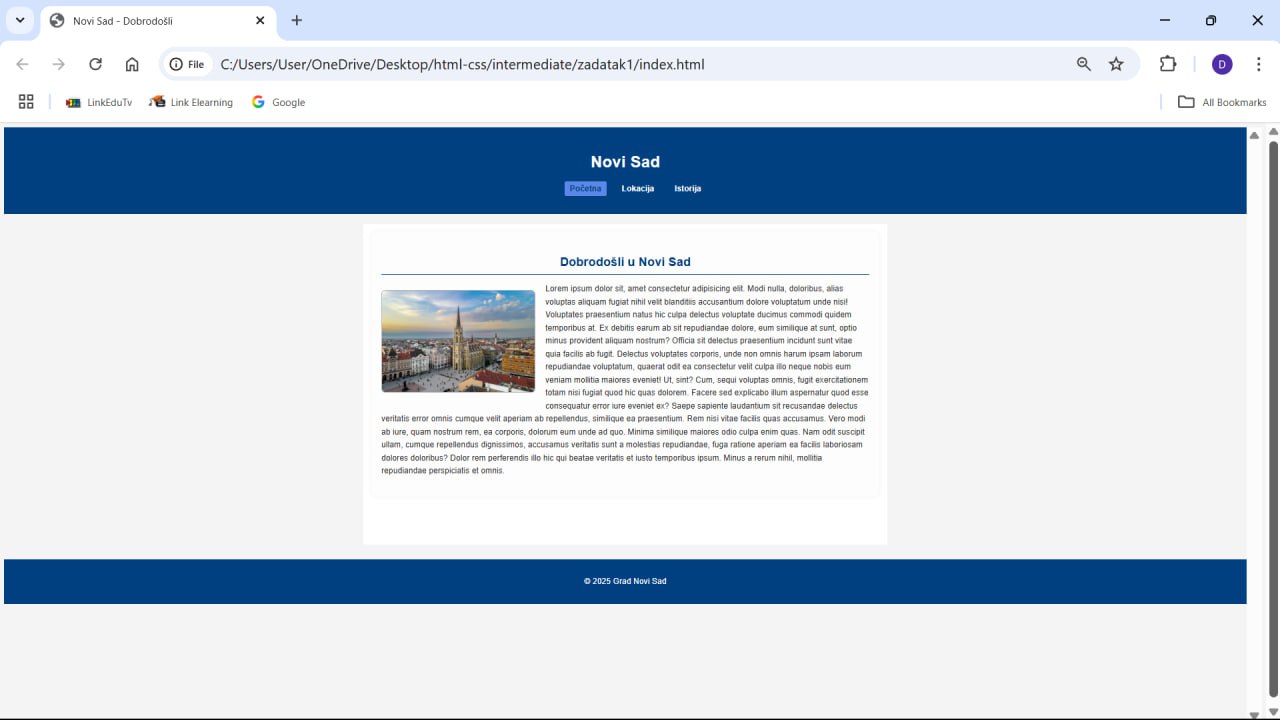 Novi Sad - Dobrodošli
File
C:/Users/User/OneDrive/Desktop/html-css/intermediate/zadatak1/index.html
D
LinkEduTv
Link Elearning
Google
All Bookmarks
Novi Sad
Početna
Lokacija
Istorija
Dobrodošli u Novi Sad
Lorem ipsum dolor sit, amet consectetur adipisicing elit. Modi nulla, doloribus, alias
voluptas aliquam fugiat nihil velit blanditiis accusantium dolore voluptatum unde nisi!
Voluptates praesentium natus hic culpa delectus voluptate ducimus commodi quidem
temporibus at. Ex debitis earum ab sit repudiandae dolore, eum similique at sunt, optio
minus provident aliquam nostrum? Officia sit delectus praesentium incidunt sunt vitae
quia facilis ab fugit. Delectus voluptates corporis, unde non omnis harum ipsam laborum
repudiandae voluptatum, quaerat odit ea consectetur velit culpa illo neque nobis eum
veniam mollitia maiores eveniet! Ut, sint? Cum, sequi voluptas omnis, fugit exercitationem
totam nisi fugiat quod hic quas dolorem. Facere sed explicabo illum aspernatur quod esse
consequatur error iure eveniet ex? Saepe sapiente laudantium sit recusandae delectus
veritatis error omnis cumque velit aperiam ab repellendus, similique ea praesentium. Rem nisi vitae facilis quas accusamus. Vero modi
ab iure, quam nostrum rem, ea corporis, dolorum eum unde ad quo. Minima similique maiores odio culpa enim quas. Nam odit suscipit
ullam, cumque repellendus dignissimos, accusamus veritatis sunt a molestias repudiandae, fuga ratione aperiam ea facilis laboriosam
dolores doloribus? Dolor rem perferendis illo hic qui beatae veritatis et iusto temporibus ipsum. Minus a rerum nihil, mollitia
repudiandae perspiciatis et omnis.
© 2025 Grad Novi Sad